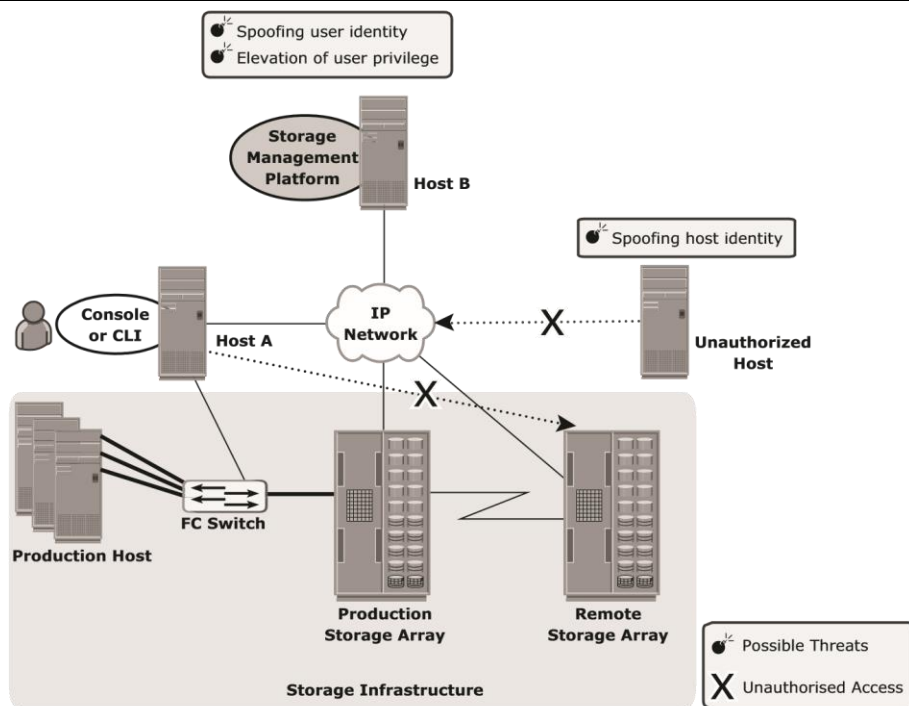 Spoofing user identity
Elevation of user privilege
Storage
Management
Platform
Host B
Spoofing host identity
Console
or CLI
Host A
IP
Network
X
Unauthorized
Host
X
FC Switch
Production Host
Production
Storage Array
Remote
Storage Array
Storage Infrastructure
Possible Threats
X Unauthorised Access